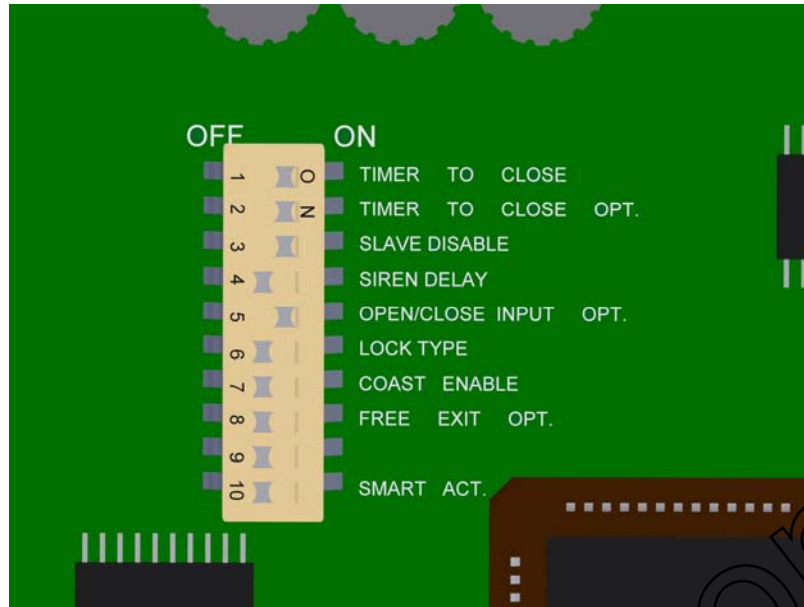 OFF ON
1 O TIMER TO CLOSE
2 N TIMER TO CLOSE OPT.
3 SLAVE DISABLE
4 SIREN DELAY
5 OPEN/CLOSE INPUT OPT.
6 LOCK TYPE
7 COAST ENABLE
8 FREE EXIT OPT.
9
10 SMART ACT.